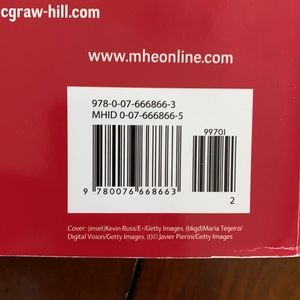 cgraw-hill.com
www.mheonline.com
978-0-07-666866-3
MHID 0-07-666866-5
99701
9 780076 668663
2
Cover: (inset)Kevin Russ/E+/Getty Images, (bkgd)Maria Teijeiro/
Digital Vision/Getty Images, (t)© Javier Pierini/Getty Images